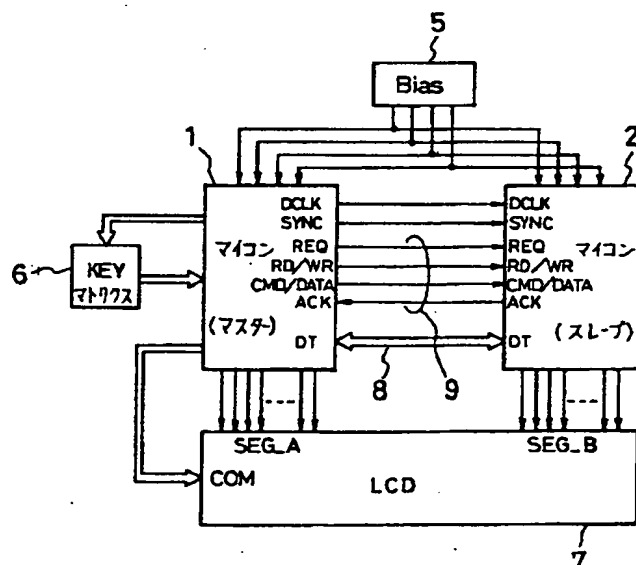 5
Bias
1
2
DCLK
SYNC
マイコン
REQ
RD/WR
CMD/DATA
ACK
(マスター)
DT
DCLK
SYNC
REQ
マイコン
RD/WR
CMD/DATA
ACK
(スレーブ)
DT
6
KEY
マトリクス
8
9
SEG_A
SEG_B
COM
LCD
7